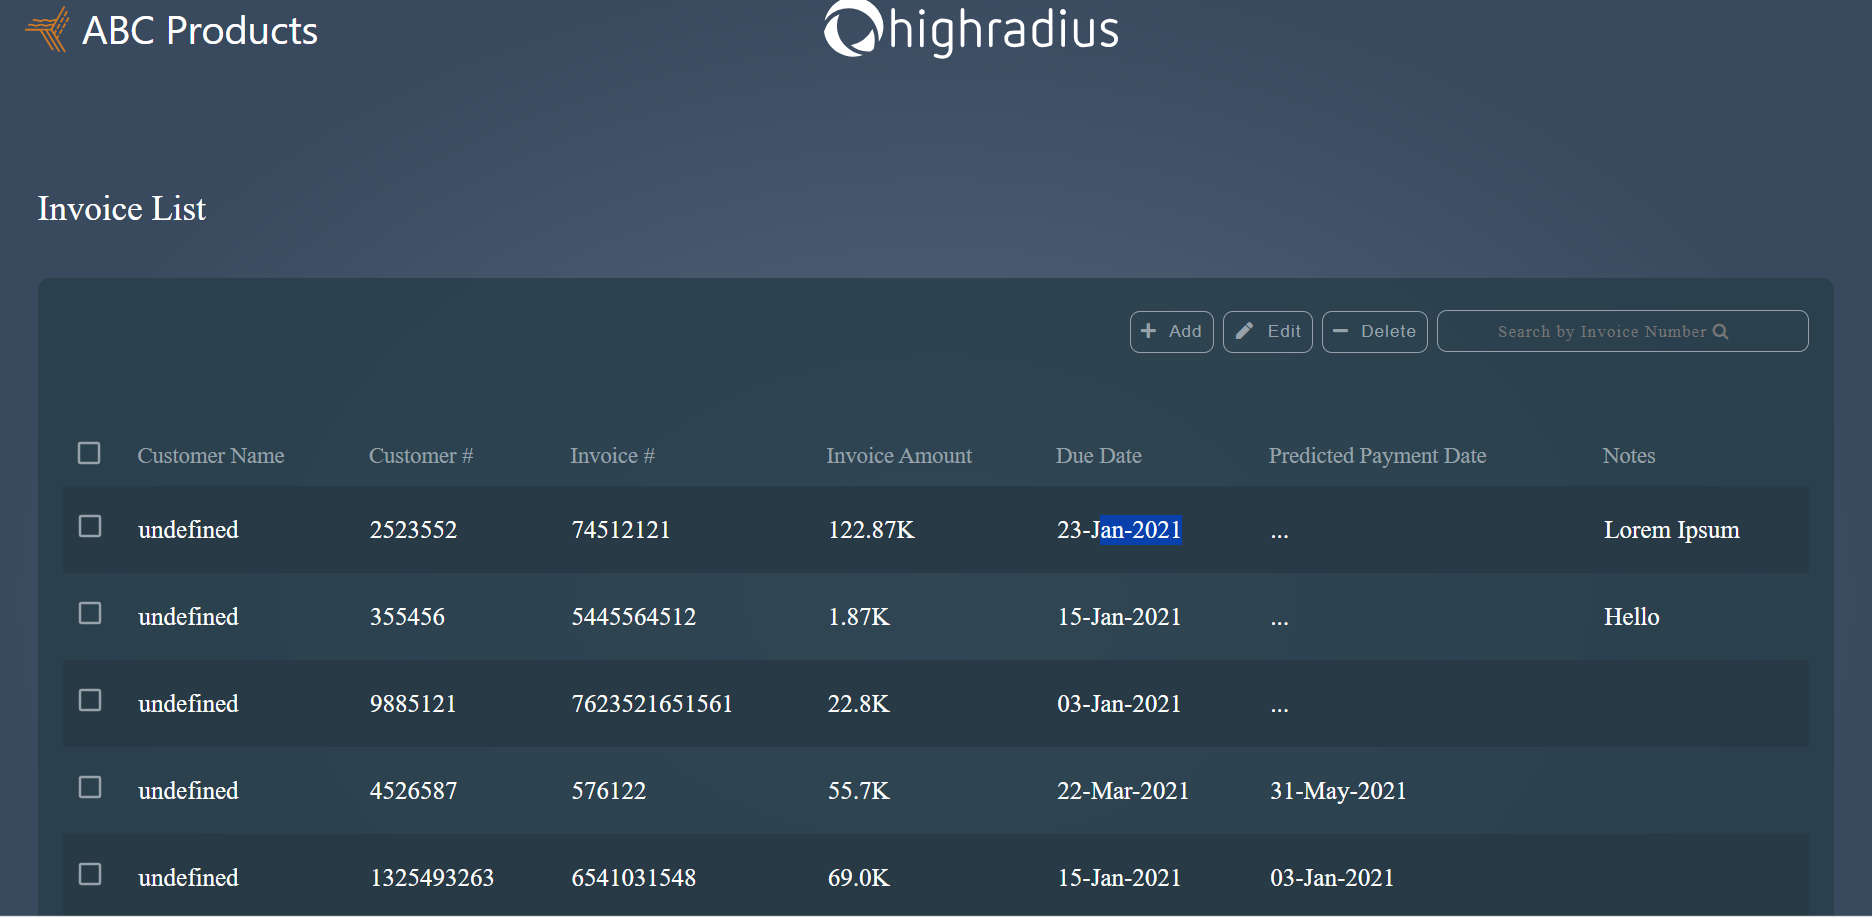 ABC Products highradius
Invoice List
Add Edit Delete Search by Invoice Number
Customer Name Customer # Invoice # Invoice Amount Due Date Predicted Payment Date Notes
undefined 2523552 74512121 122.87K 23-Jan-2021 ... Lorem Ipsum
undefined 355456 5445564512 1.87K 15-Jan-2021 ... Hello
undefined 9885121 7623521651561 22.8K 03-Jan-2021 ...
undefined 4526587 576122 55.7K 22-Mar-2021 31-May-2021
undefined 1325493263 6541031548 69.0K 15-Jan-2021 03-Jan-2021